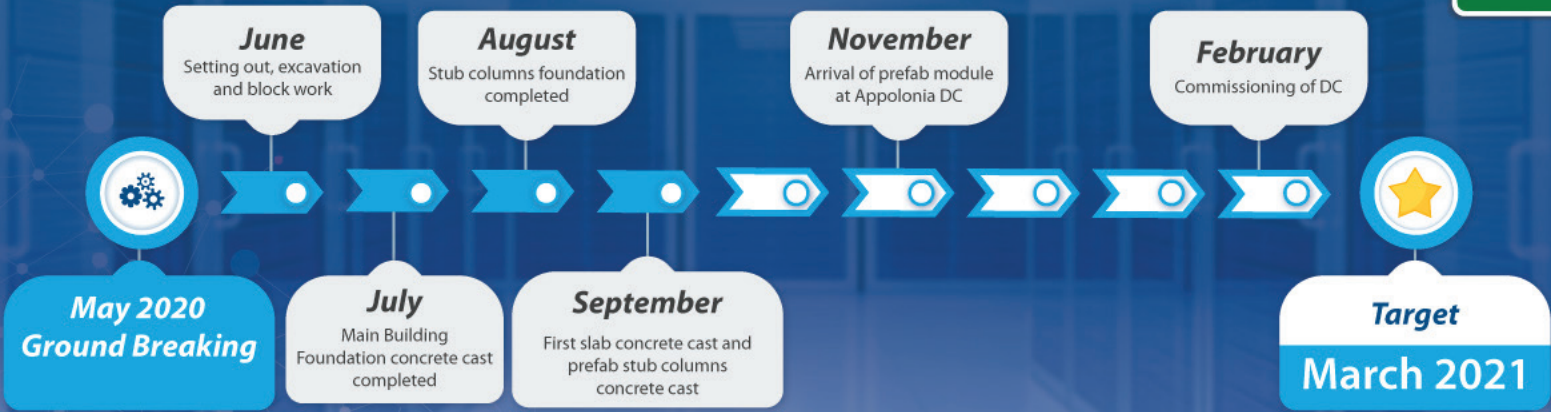 June
Setting out, excavation
and block work
August
Stub columns foundation
completed
November
Arrival of prefab module
at Appolonia DC
February
Commissioning of DC
May 2020
Ground Breaking
July
Main Building
Foundation concrete cast
completed
September
First slab concrete cast and
prefab stub columns
concrete cast
Target
March 2021